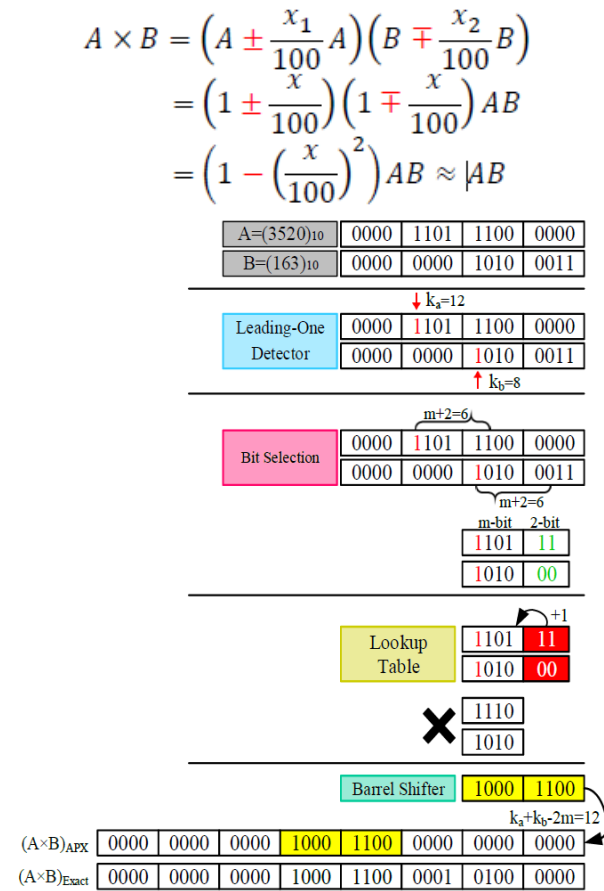 A × B = (A ± x₁/100 A)(B ∓ x₂/100 B)
= (1 ± x/100)(1 ∓ x/100) AB
= (1 − (x/100)²) AB ≈ AB
A=(3520)₁₀ 0000 1101 1100 0000
B=(163)₁₀ 0000 0000 1010 0011
kₐ=12
Leading-One Detector
0000 1101 1100 0000
0000 0000 1010 0011
k_b=8
m+2=6
Bit Selection
0000 1101 1100 0000
0000 0000 1010 0011
m+2=6
m-bit 2-bit
1101 11
1010 00
+1
Lookup Table
1101 11
1010 00
×
1110
1010
Barrel Shifter 1000 1100
kₐ+k_b-2m=12
(A×B)APX 0000 0000 0000 1000 1100 0000 0000 0000
(A×B)Exact 0000 0000 0000 1000 1100 0001 0100 0000